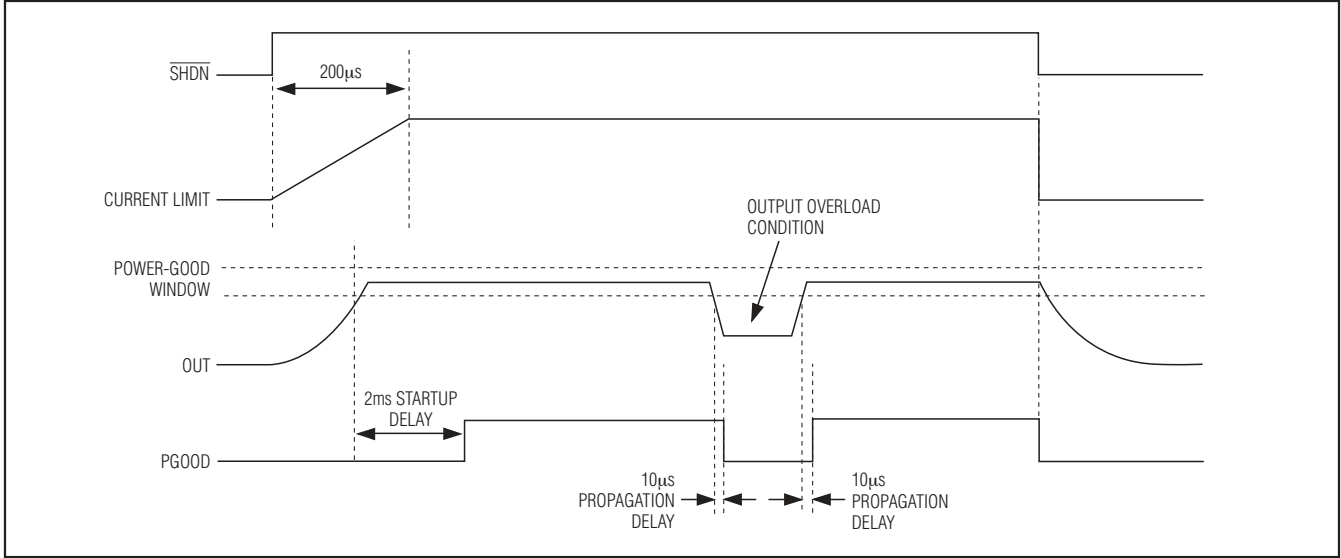 SHDN
200μs
CURRENT LIMIT
OUTPUT OVERLOAD
CONDITION
POWER-GOOD
WINDOW
OUT
2ms STARTUP
DELAY
PGOOD
10μs
PROPAGATION
DELAY
10μs
PROPAGATION
DELAY